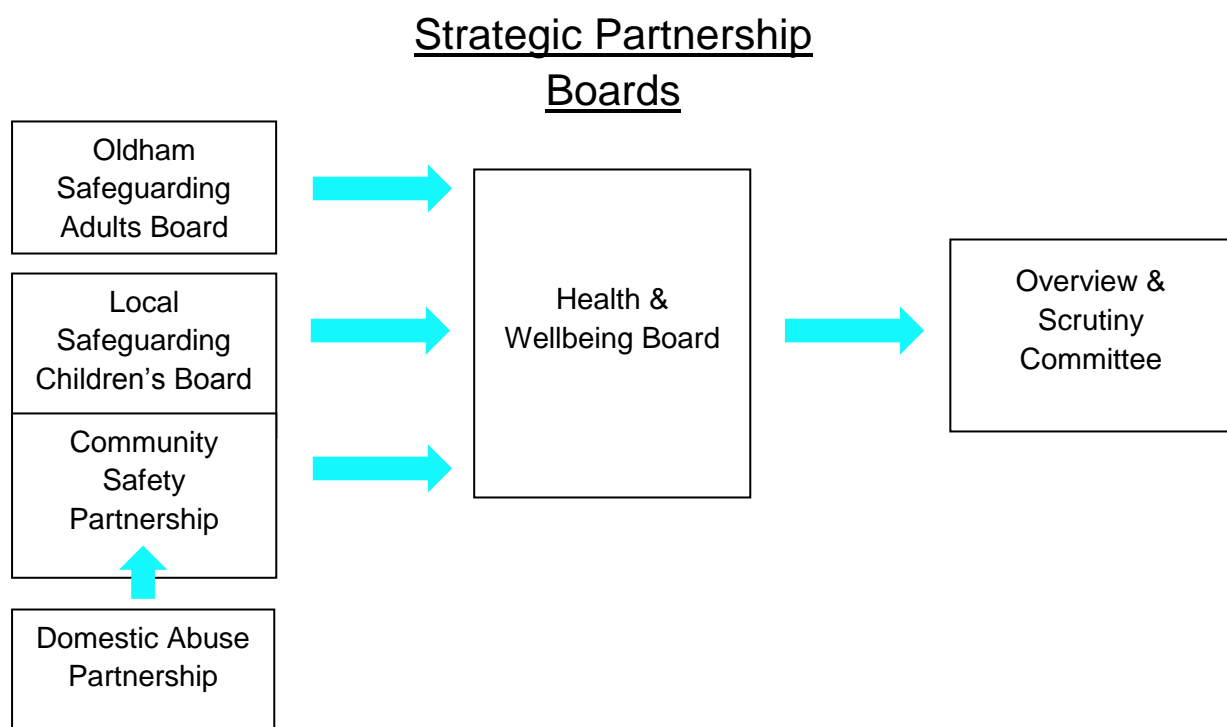 Strategic Partnership
Boards
Oldham
Safeguarding
Adults Board
Local
Safeguarding
Children’s Board
Community
Safety
Partnership
Domestic Abuse
Partnership
Health &
Wellbeing Board
Overview &
Scrutiny
Committee